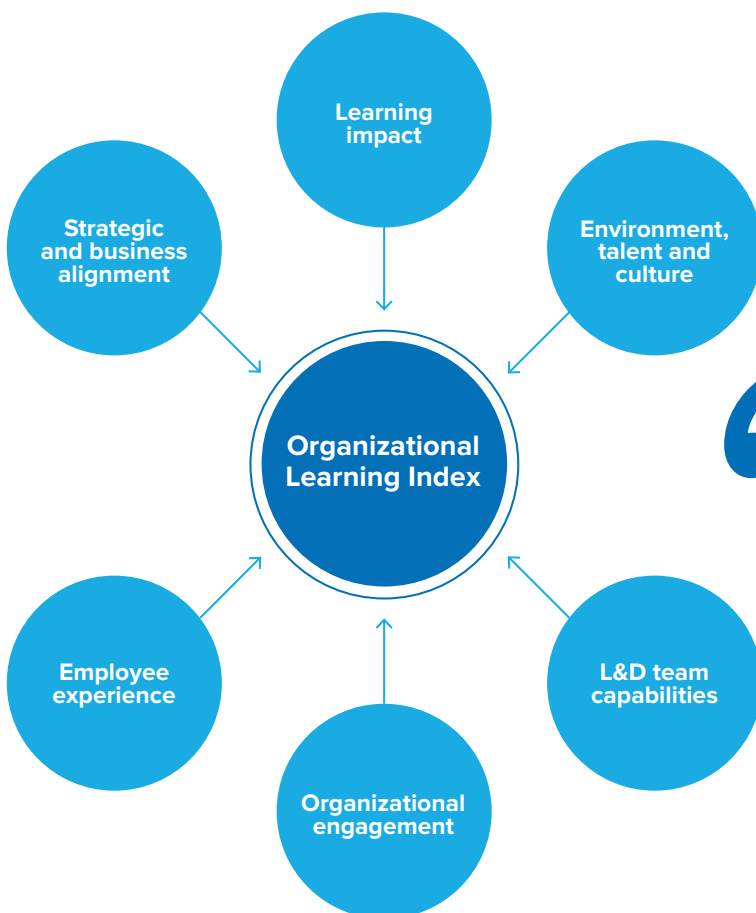 Learning
impact
Strategic
and business
alignment
Environment,
talent and
culture
Organizational
Learning Index
Employee
experience
L&D team
capabilities
Organizational
engagement